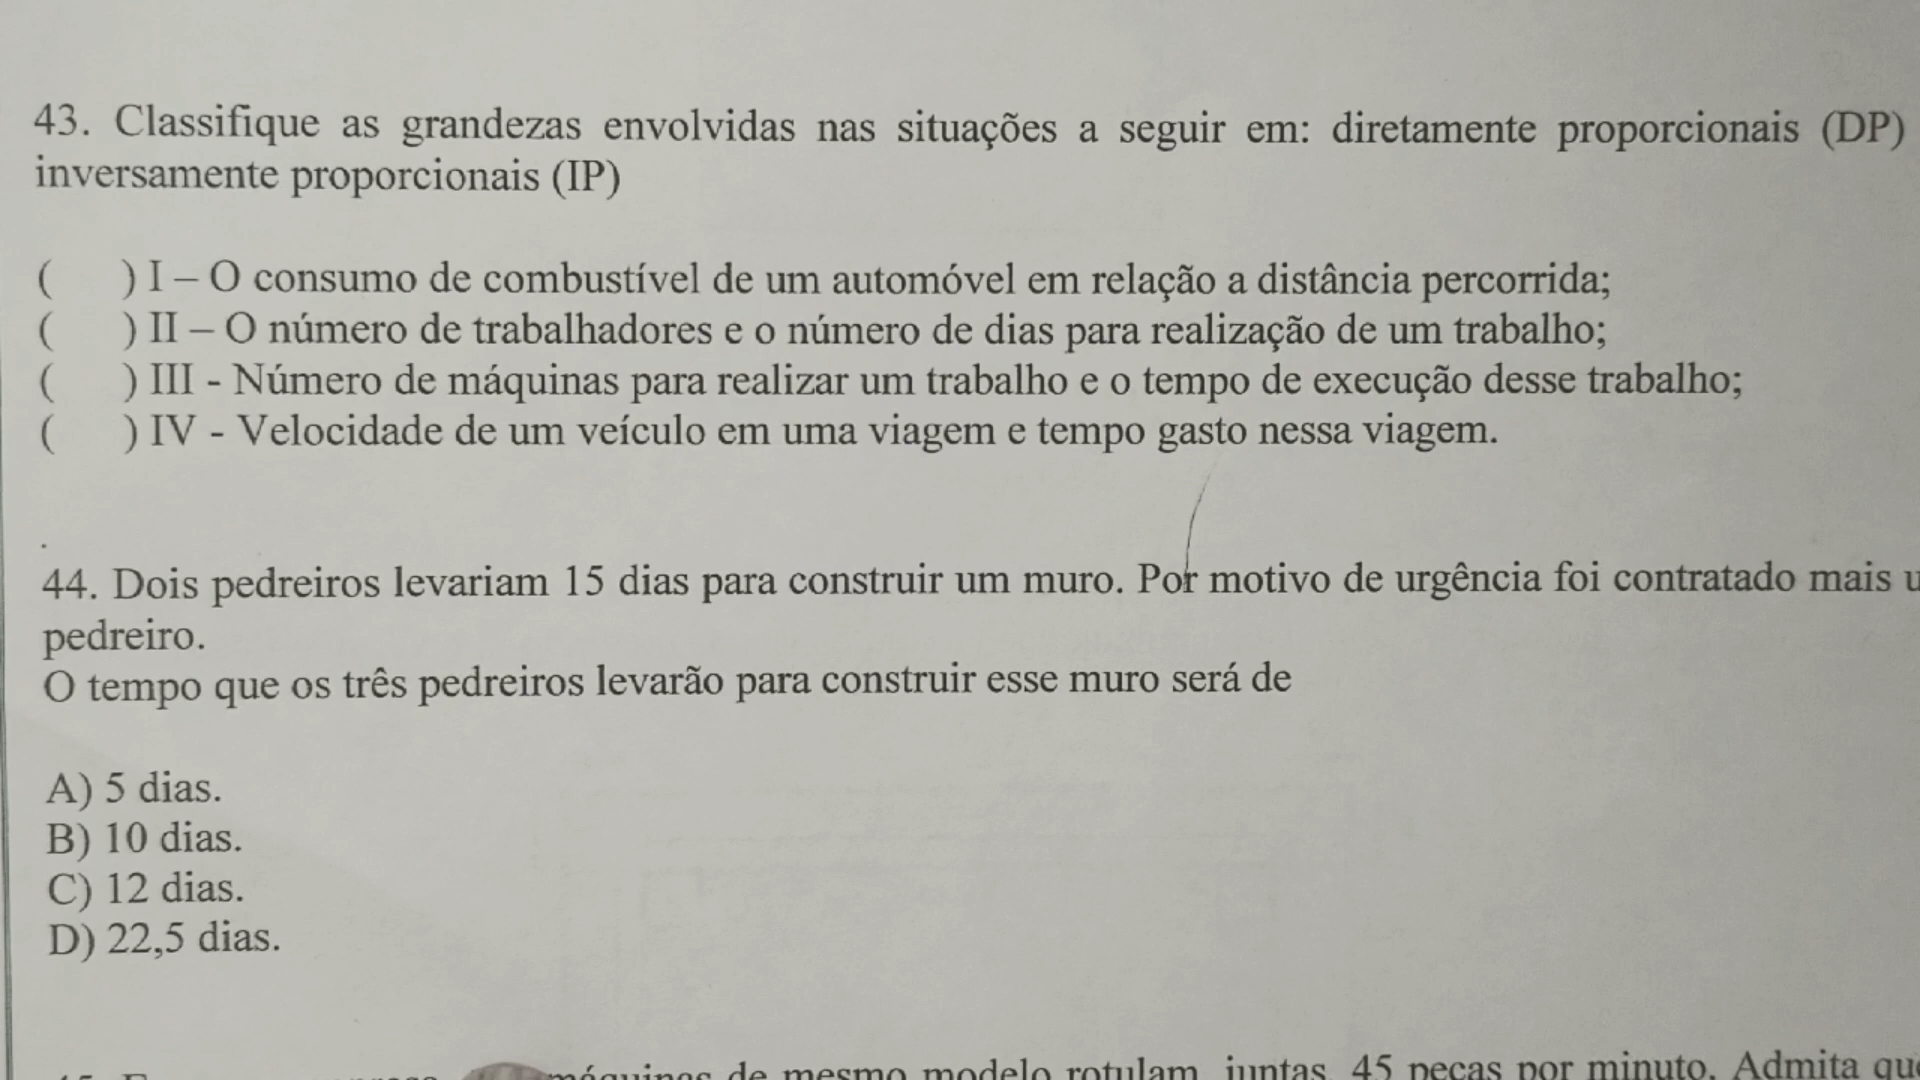 43. Classifique as grandezas envolvidas nas situações a seguir em: diretamente proporcionais (DP)
inversamente proporcionais (IP)
( ) I – O consumo de combustível de um automóvel em relação a distância percorrida;
( ) II – O número de trabalhadores e o número de dias para realização de um trabalho;
( ) III - Número de máquinas para realizar um trabalho e o tempo de execução desse trabalho;
( ) IV - Velocidade de um veículo em uma viagem e tempo gasto nessa viagem.
44. Dois pedreiros levariam 15 dias para construir um muro. Por motivo de urgência foi contratado mais
pedreiro.
O tempo que os três pedreiros levarão para construir esse muro será de
A) 5 dias.
B) 10 dias.
C) 12 dias.
D) 22,5 dias.
máquinas de mesmo modelo rotulam, juntas, 45 peças por minuto. Admita